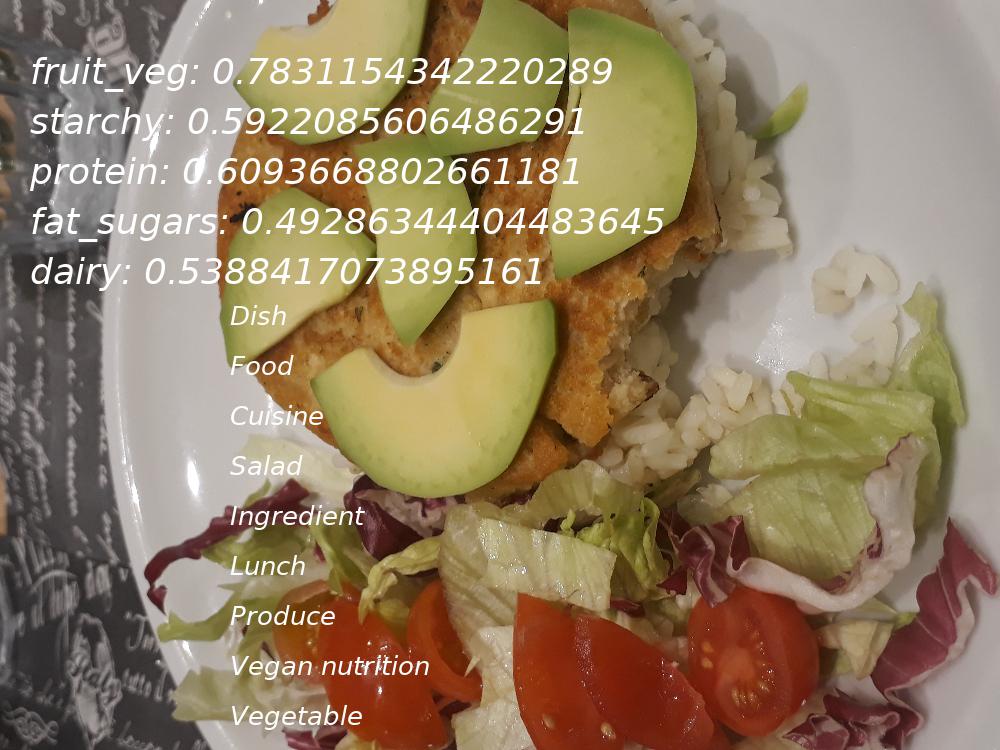 fruit_veg: 0.7831154342220289
starchy: 0.5922085606486291
protein: 0.6093668802661181
fat_sugars: 0.49286344404483645
dairy: 0.5388417073895161
Dish
Food
Cuisine
Salad
Ingredient
Lunch
Produce
Vegan nutrition
Vegetable